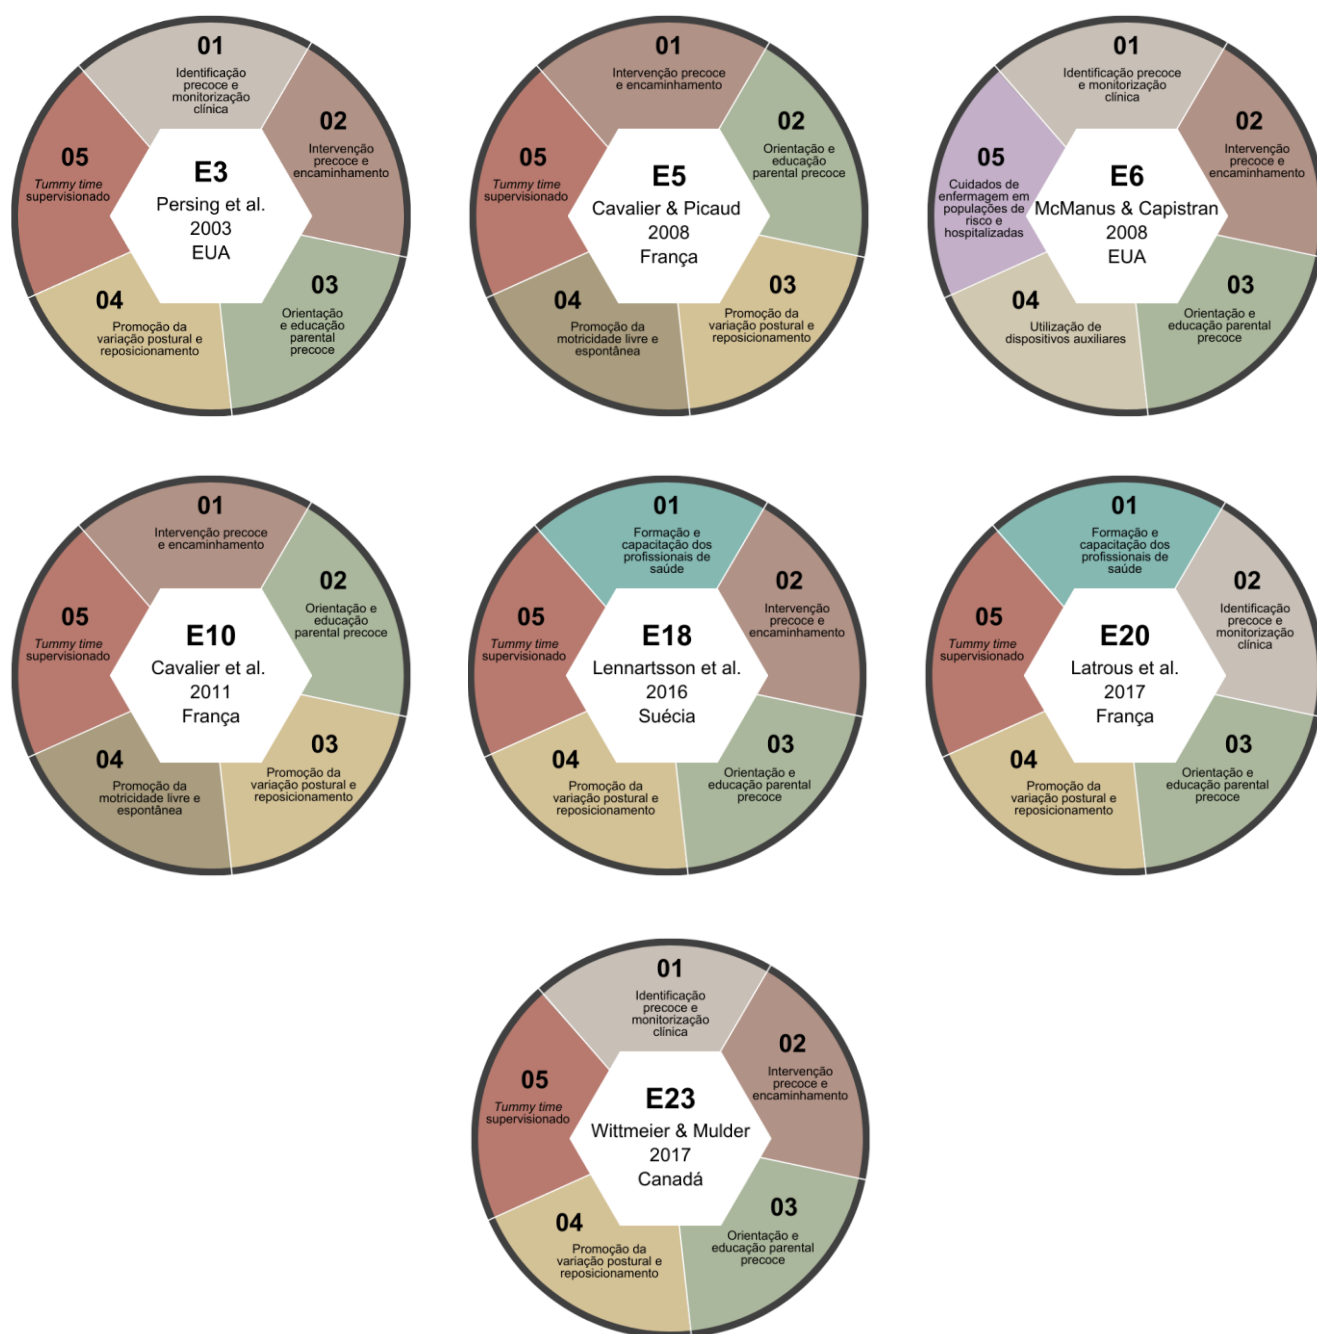 01
Identificação
precoce e
monitorização
clínica
02
Intervenção
precoce e
encaminhamento
03
Orientação
e educação
parental
precoce
04
Promoção da
variação postural e
reposicionamento
05
Tummy time
supervisionado
E3
Persing et al.
2003
EUA
01
Intervenção precoce
e encaminhamento
02
Orientação e
educação
parental precoce
03
Promoção da
variação postural e
reposicionamento
04
Promoção da
motricidade livre e
espontânea
05
Tummy time
supervisionado
E5
Cavalier & Picaud
2008
França
01
Identificação precoce
e monitorização
clínica
02
Intervenção
precoce e
encaminhamento
03
Orientação e
educação parental
precoce
04
Utilização de
dispositivos auxiliares
05
Cuidados de
enfermagem em
populações de
risco e
hospitalizadas
E6
McManus & Capistran
2008
EUA
01
Intervenção precoce
e encaminhamento
02
Orientação e
educação
parental precoce
03
Promoção da
variação postural e
reposicionamento
04
Promoção da
motricidade livre e
espontânea
05
Tummy time
supervisionado
E10
Cavalier et al.
2011
França
01
Formação e
capacitação dos
profissionais de
saúde
02
Intervenção
precoce e
encaminhamento
03
Orientação e
educação parental
precoce
04
Promoção da
variação postural e
reposicionamento
05
Tummy time
supervisionado
E18
Lennartsson et al.
2016
Suécia
01
Formação e
capacitação dos
profissionais de
saúde
02
Identificação
precoce e
monitorização
clínica
03
Orientação e
educação parental
precoce
04
Promoção da
variação postural e
reposicionamento
05
Tummy time
supervisionado
E20
Latrous et al.
2017
França
01
Identificação
precoce e
monitorização
clínica
02
Intervenção
precoce e
encaminhamento
03
Orientação e
educação parental
precoce
04
Promoção da
variação postural e
reposicionamento
05
Tummy time
supervisionado
E23
Wittmeier & Mulder
2017
Canadá